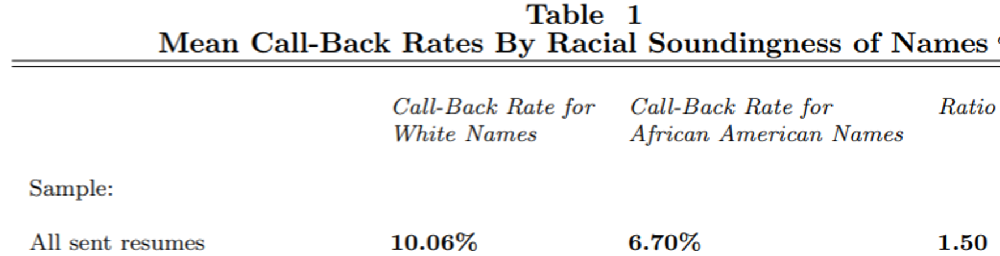 Table 1
Mean Call-Back Rates By Racial Soundingness of Names
Call-Back Rate for Call-Back Rate for Ratio
White Names African American Names
Sample:
All sent resumes 10.06% 6.70% 1.50